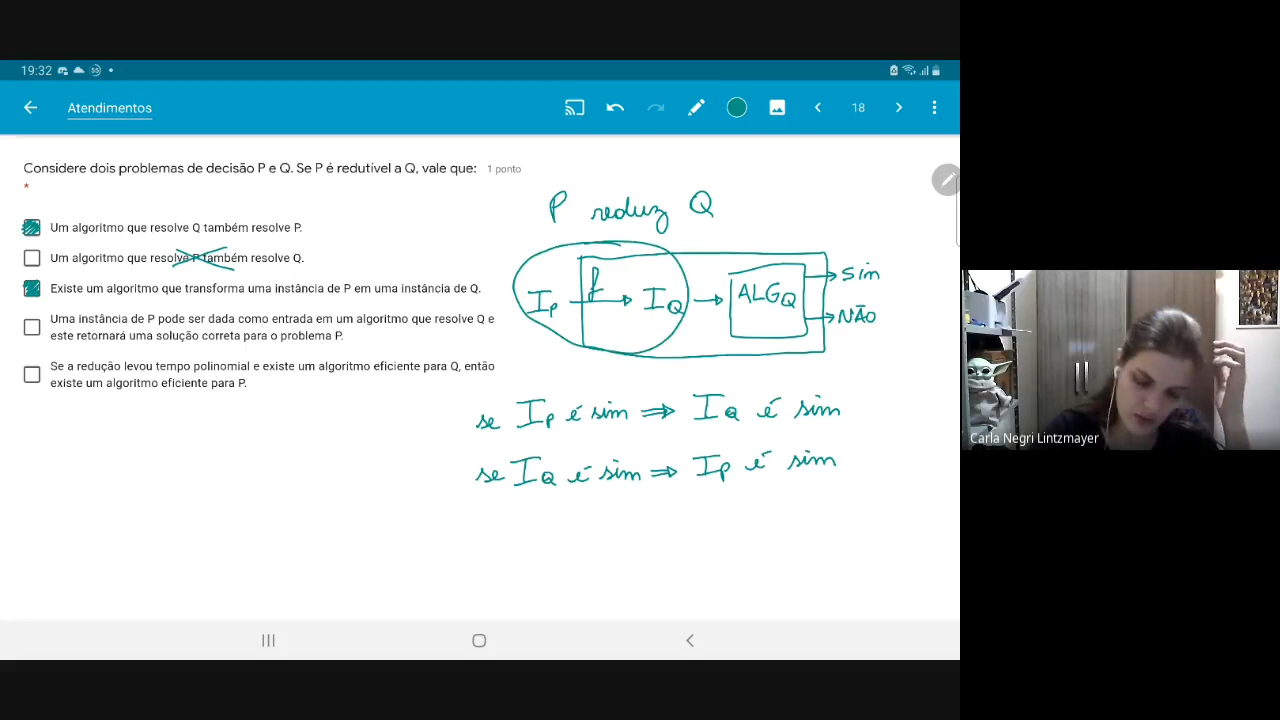 19:32
Atendimentos
18
Considere dois problemas de decisão P e Q. Se P é redutível a Q, vale que: 1 ponto
*
Um algoritmo que resolve Q também resolve P.
Um algoritmo que resolve P também resolve Q.
Existe um algortmo que transforma uma instância de P em uma instância de Q.
Uma instância de P pode ser dada como entrada em um algoritmo que resolve Q e
este retornará uma solução correta para o problema P.
Se a redução levou tempo polinomial e existe um algoritmo eficiente para Q, então
existe um algoritmo eficiente para P.
P reduz Q
f
IP IQ ALGQ
Sim
NÃO
se IP é sim ⇒ IQ é sim
se IQ é sim ⇒ IP é sim
Carla Negri Lintzmayer